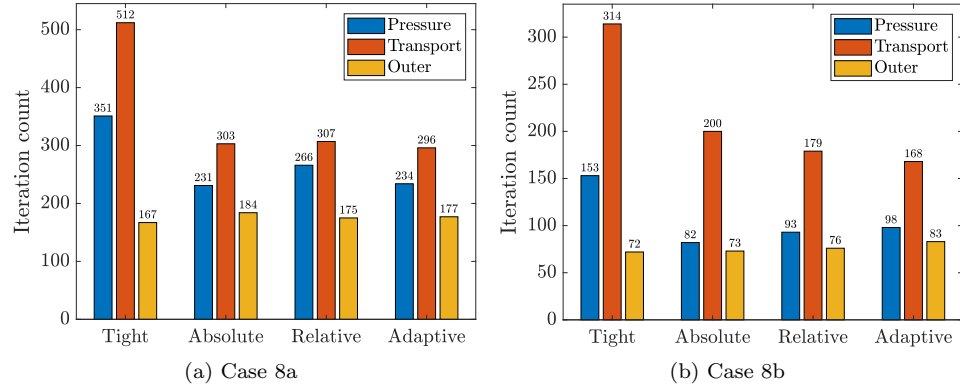 512
351
167
231
303
184
266
307
175
234
296
177
Pressure
Transport
Outer
Iteration count
0
100
200
300
400
500
Tight
Absolute
Relative
Adaptive
(a) Case 8a
314
153
72
82
200
73
93
179
76
98
168
83
Pressure
Transport
Outer
Iteration count
0
50
100
150
200
250
300
Tight
Absolute
Relative
Adaptive
(b) Case 8b